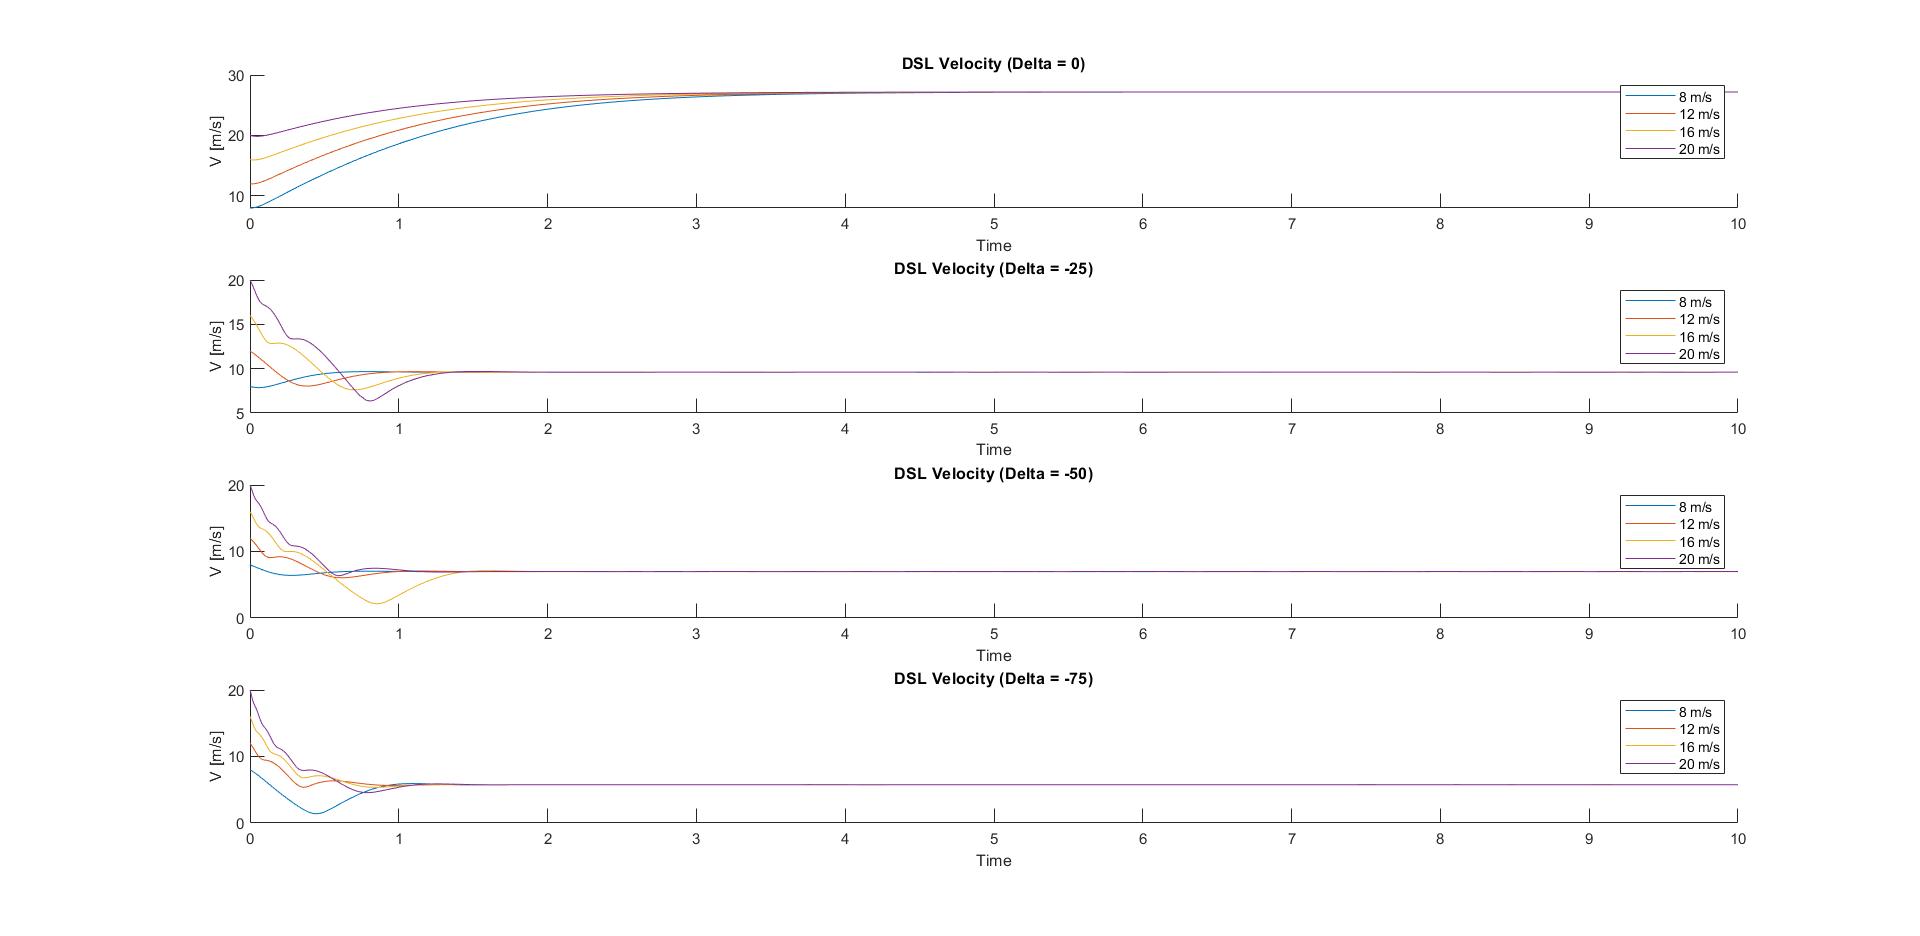 DSL Velocity (Delta = 0)
30
20
10
V [m/s]
8 m/s
12 m/s
16 m/s
20 m/s
0 1 2 3 4 5 6 7 8 9 10
Time
DSL Velocity (Delta = -25)
20
15
10
5
V [m/s]
8 m/s
12 m/s
16 m/s
20 m/s
0 1 2 3 4 5 6 7 8 9 10
Time
DSL Velocity (Delta = -50)
20
10
0
V [m/s]
8 m/s
12 m/s
16 m/s
20 m/s
0 1 2 3 4 5 6 7 8 9 10
Time
DSL Velocity (Delta = -75)
20
10
0
V [m/s]
8 m/s
12 m/s
16 m/s
20 m/s
0 1 2 3 4 5 6 7 8 9 10
Time